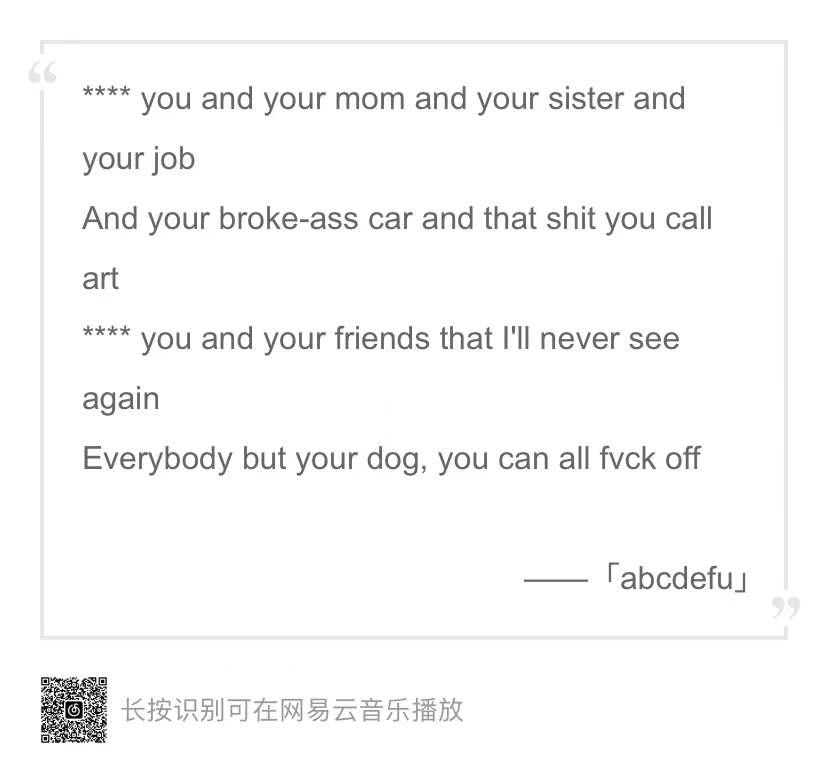 “
**** you and your mom and your sister and
your job
And your broke-ass car and that shit you call
art
**** you and your friends that I'll never see
again
Everybody but your dog, you can all fvck off
——「abcdefu」
”
长按识别可在网易云音乐播放